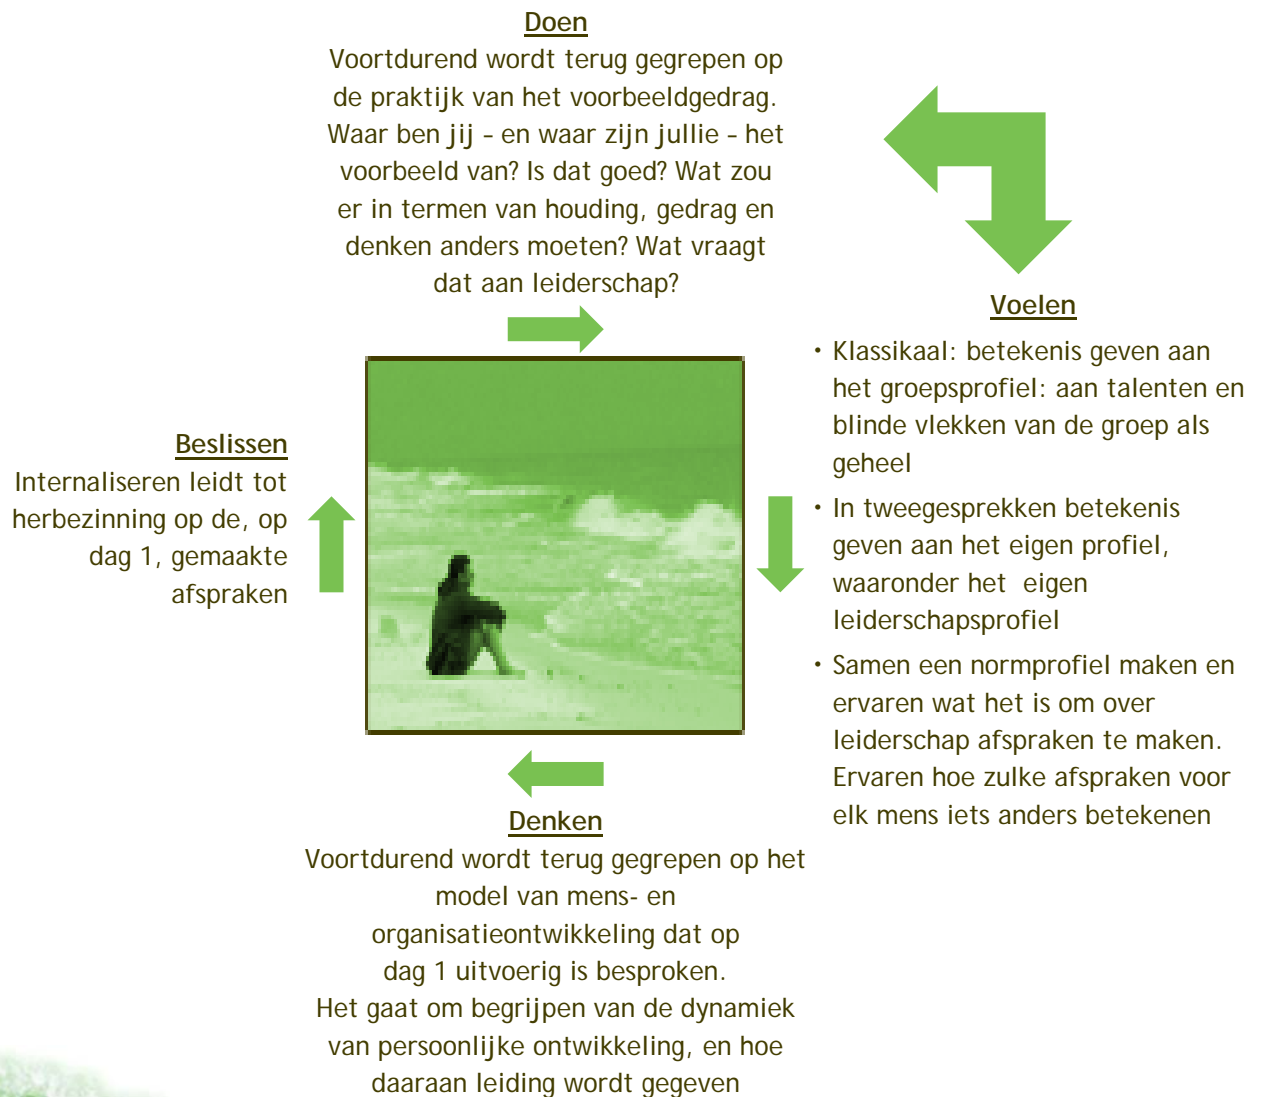 Doen
Voortdurend wordt terug gegrepen op
de praktijk van het voorbeeldgedrag.
Waar ben jij – en waar zijn jullie – het
voorbeeld van? Is dat goed? Wat zou
er in termen van houding, gedrag en
denken anders moeten? Wat vraagt
dat aan leiderschap?
Voelen
• Klassikaal: betekenis geven aan
het groepsprofiel: aan talenten en
blinde vlekken van de groep als
geheel
• In tweegesprekken betekenis
geven aan het eigen profiel,
waaronder het eigen
leiderschapsprofiel
• Samen een normprofiel maken en
ervaren wat het is om over
leiderschap afspraken te maken.
Ervaren hoe zulke afspraken voor
elk mens iets anders betekenen
Denken
Voortdurend wordt terug gegrepen op het
model van mens- en
organisatieontwikkeling dat op
dag 1 uitvoerig is besproken.
Het gaat om begrijpen van de dynamiek
van persoonlijke ontwikkeling, en hoe
daaraan leiding wordt gegeven
Beslissen
Internaliseren leidt tot
herbezinning op de, op
dag 1, gemaakte
afspraken